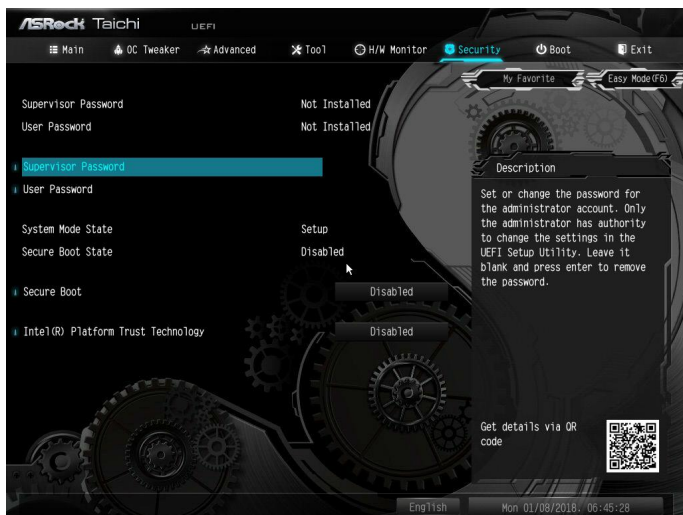 ASRock Taichi UEFI
Main OC Tweaker Advanced Tool H/W Monitor Security Boot Exit
My Favorite Easy Mode(F6)
Supervisor Password Not Installed
User Password Not Installed
Supervisor Password
User Password
System Mode State Setup
Secure Boot State Disabled
Secure Boot Disabled
Intel(R) Platform Trust Technology Disabled
Description
Set or change the password for
the administrator account. Only
the administrator has authority
to change the settings in the
UEFI Setup Utility. Leave it
blank and press enter to remove
the password.
Get details via QR
code
English Mon 01/08/2018, 06:45:28